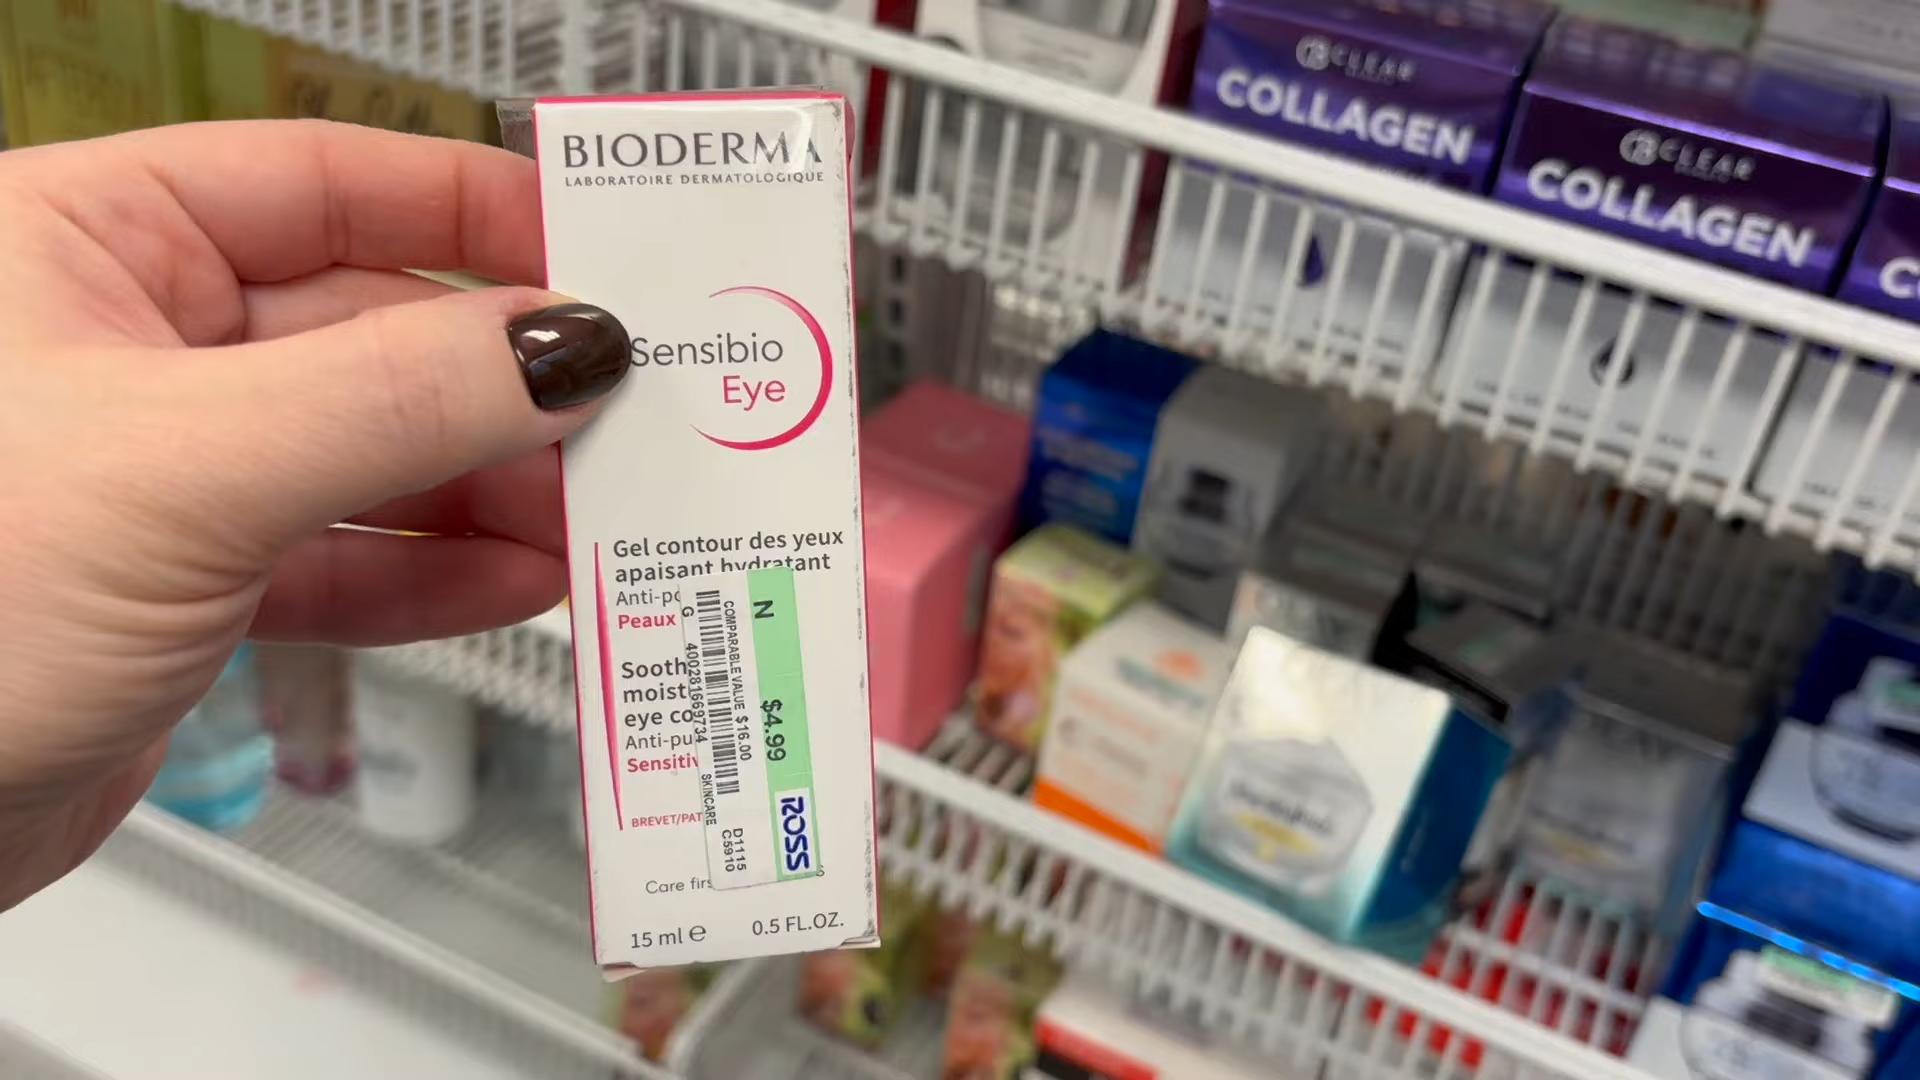 BIODERMA
LABORATOIRE DERMATOLOGIQUE
Sensibio
Eye
Gel contour des yeux
apaisant hydratant
Anti-po
Peaux
Sooth
moist
eye co
Anti-pu
Sensitiv
BREVET/PAT
Care firs
15 ml e 0.5 FL.OZ.
N
$4.99
ROSS
COMPARABLE VALUE $16.00
D1115
C5910
G 400281669734 SKINCARE
CLEAR
COLLAGEN
CLEAR
COLLAGEN
C